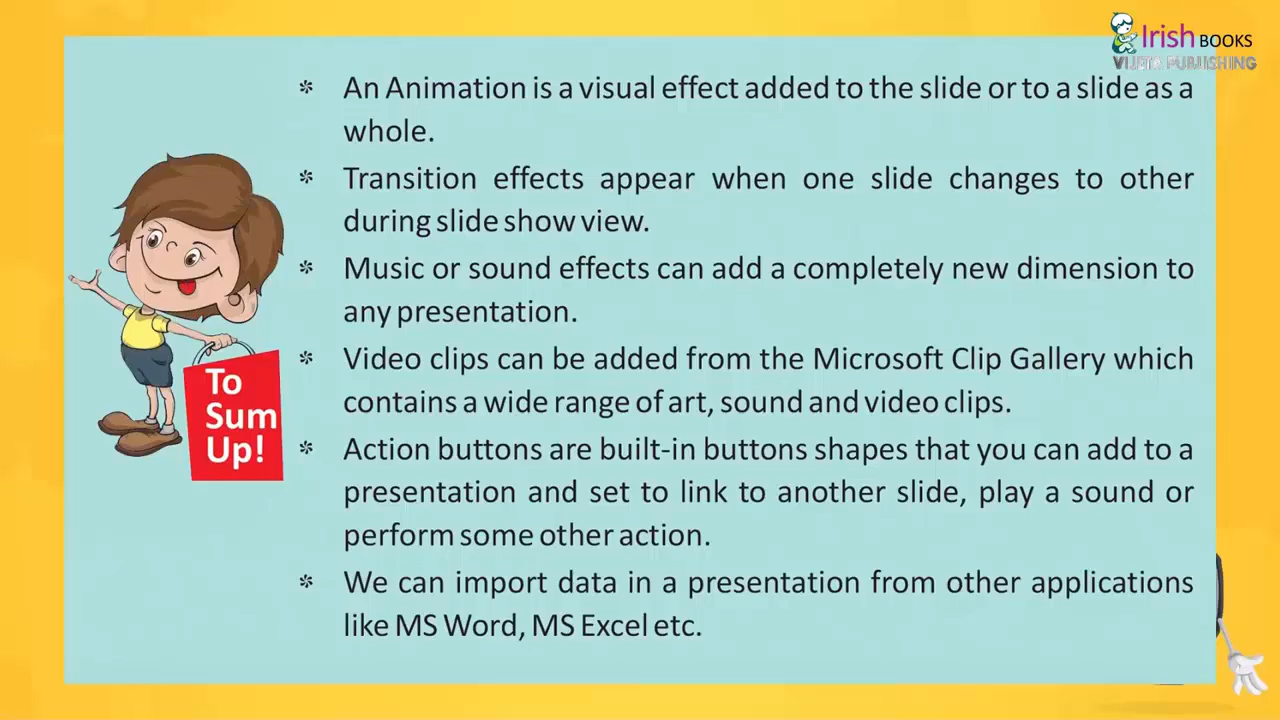 Irish BOOKS
VIJETA PUBLISHING
* An Animation is a visual effect added to the slide or to a slide as a
whole.
* Transition effects appear when one slide changes to other
during slide show view.
* Music or sound effects can add a completely new dimension to
any presentation.
* Video clips can be added from the Microsoft Clip Gallery which
contains a wide range of art, sound and video clips.
* Action buttons are built-in buttons shapes that you can add to a
presentation and set to link to another slide, play a sound or
perform some other action.
* We can import data in a presentation from other applications
like MS Word, MS Excel etc.
To
Sum
Up!